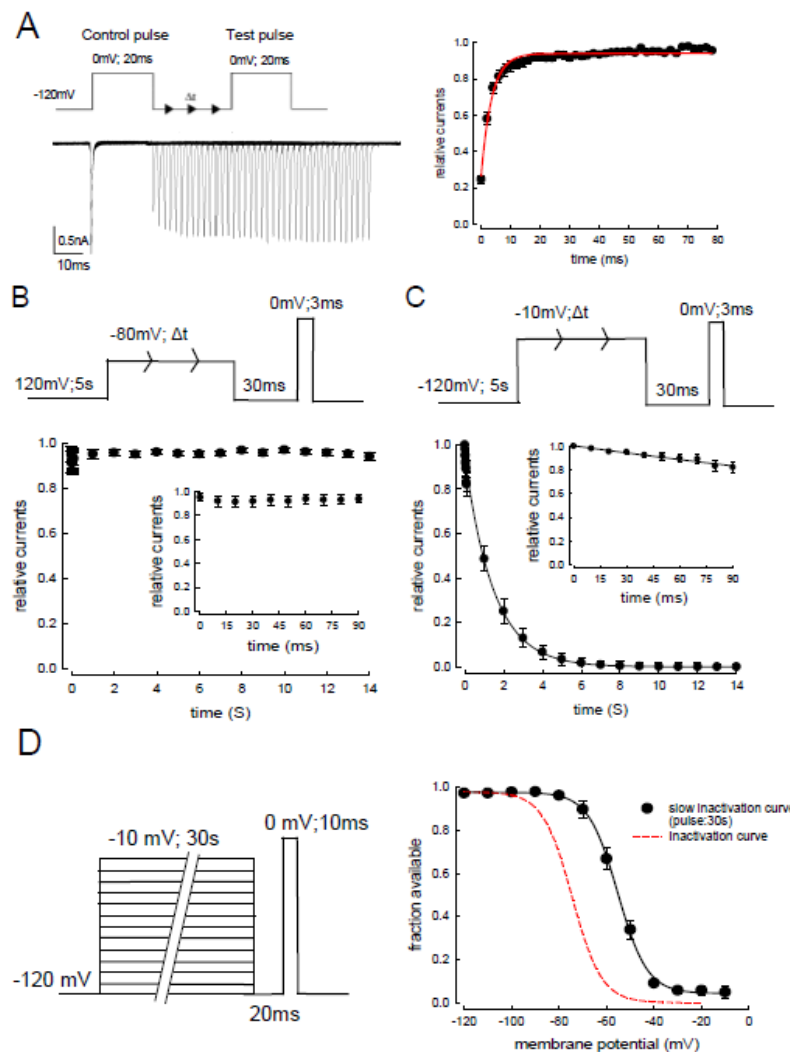 A
Control pulse
Test pulse
0mV; 20ms
0mV; 20ms
-120mV
Δt
0.5nA
10ms
relative currents
1.0
0.8
0.6
0.4
0.2
0.0
0 10 20 30 40 50 60 70 80
time (ms)
B
0mV;3ms
-80mV; Δt
120mV;5s
30ms
relative currents
1.0
0.8
0.6
0.4
0.2
0.0
0 2 4 6 8 10 12 14
time (S)
relative currents
1.0
0.8
0.6
0.4
0.2
0.0
0 15 30 45 60 75 90
time (ms)
C
0mV;3ms
-10mV;Δt
-120mV; 5s
30ms
relative currents
1.0
0.8
0.6
0.4
0.2
0.0
0 2 4 6 8 10 12 14
time (S)
relative currents
1.0
0.8
0.6
0.4
0.2
0.0
0 15 30 45 60 75 90
time (ms)
D
-10 mV; 30s
0 mV;10ms
-120 mV
20ms
fraction available
1.0
0.8
0.6
0.4
0.2
0.0
-120 -100 -80 -60 -40 -20 0
membrane potential (mV)
slow inactivation curve
(pulse:30s)
Inactivation curve